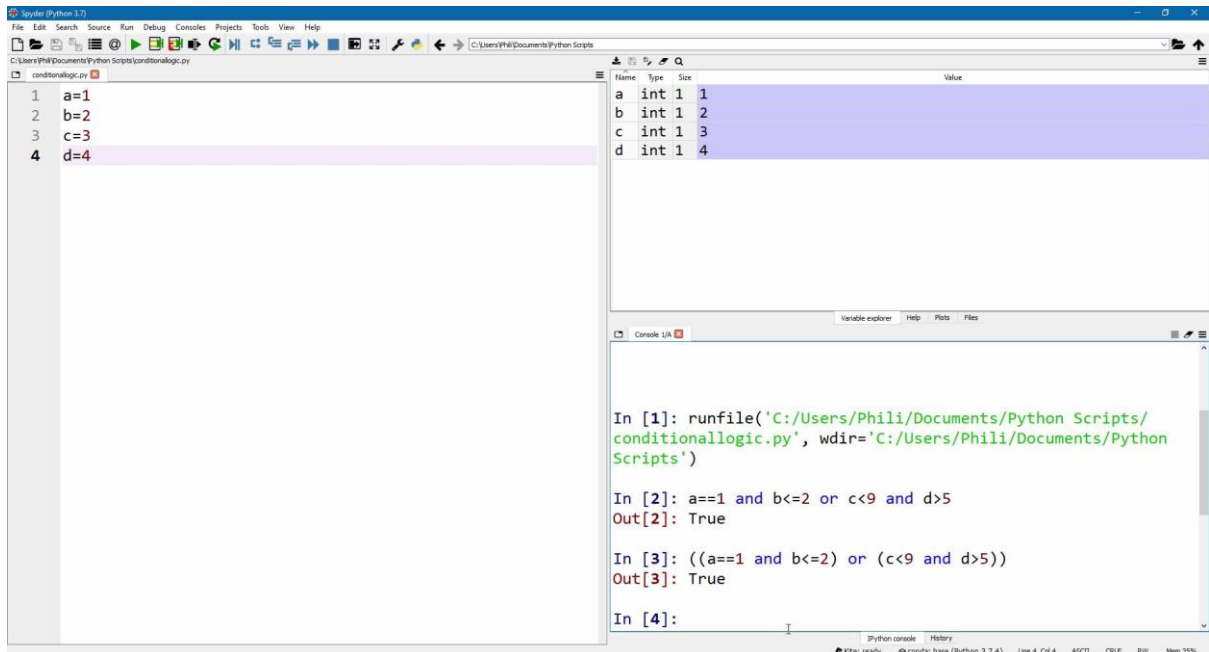 Spyder (Python 3.7)
File Edit Search Source Run Debug Consoles Projects Tools View Help
C:\Users\Phili\Documents\Python Scripts
C:\Users\Phili\Documents\Python Scripts\conditionallogic.py
conditionallogic.py
1 a=1
2 b=2
3 c=3
4 d=4
Name Type Size Value
a int 1 1
b int 1 2
c int 1 3
d int 1 4
Variable explorer Help Plots Files
Console 1/A
In [1]: runfile('C:/Users/Phili/Documents/Python Scripts/
conditionallogic.py', wdir='C:/Users/Phili/Documents/Python
Scripts')
In [2]: a==1 and b<=2 or c<9 and d>5
Out[2]: True
In [3]: ((a==1 and b<=2) or (c<9 and d>5))
Out[3]: True
In [4]:
IPython console History
Kite: ready conda: base (Python 3.7.4) Line 4, Col 4 ASCII CRLF RW Mem 35%